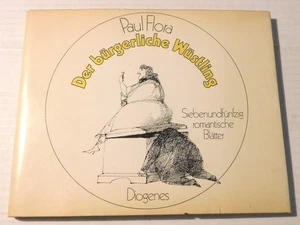 Paul Flora
Der bürgerliche Wüstling
Siebenundfünfzig
romantische
Blätter
Diogenes